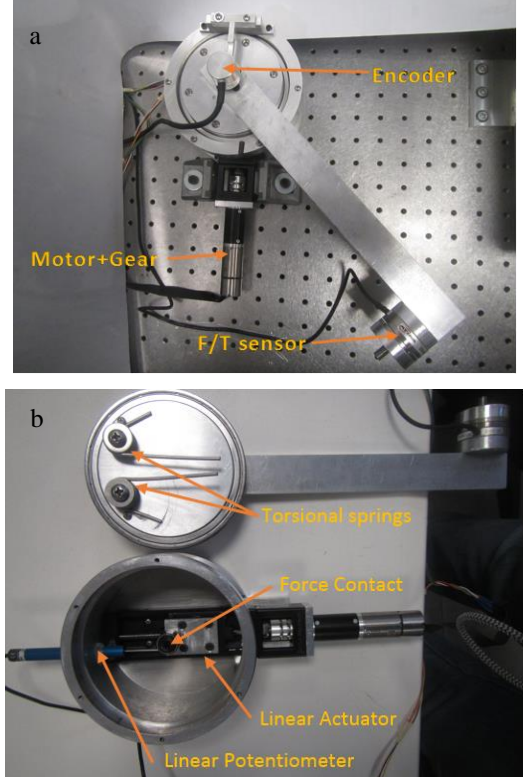 a
Encoder
Motor+Gear
F/T sensor
b
Torsional springs
Force Contact
Linear Actuator
Linear Potentiometer